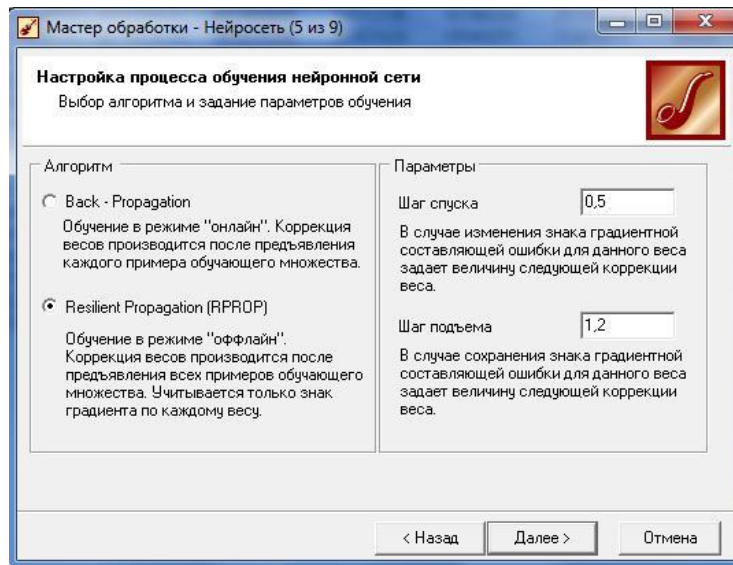 Мастер обработки - Нейросеть (5 из 9)
Настройка процесса обучения нейронной сети
Выбор алгоритма и задание параметров обучения
Алгоритм
Back - Propagation
Обучение в режиме "онлайн". Коррекция
весов производится после предъявления
каждого примера обучающего множества.
Resilient Propagation (RPROP)
Обучение в режиме "оффлайн".
Коррекция весов производится после
предъявления всех примеров обучающего
множества. Учитывается только знак
градиента по каждому весу.
Параметры
Шаг спуска 0,5
В случае изменения знака градиентной
составляющей ошибки для данного веса
задает величину следующей коррекции
веса.
Шаг подъема 1,2
В случае сохранения знака градиентной
составляющей ошибки для данного веса
задает величину следующей коррекции
веса.
< Назад Далее > Отмена